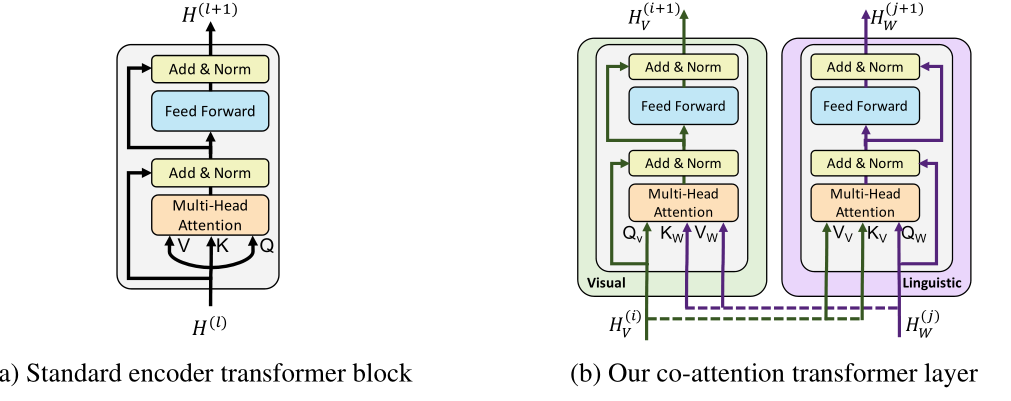 H^(l+1)
Add & Norm
Feed Forward
Add & Norm
Multi-Head
Attention
V K Q
H^(l)
a) Standard encoder transformer block
H_V^(i+1)
Add & Norm
Feed Forward
Add & Norm
Multi-Head
Attention
Q_v K_W V_W
Visual
H_V^(i)
H_W^(j+1)
Add & Norm
Feed Forward
Add & Norm
Multi-Head
Attention
V_V K_V Q_W
Linguistic
H_W^(j)
(b) Our co-attention transformer layer